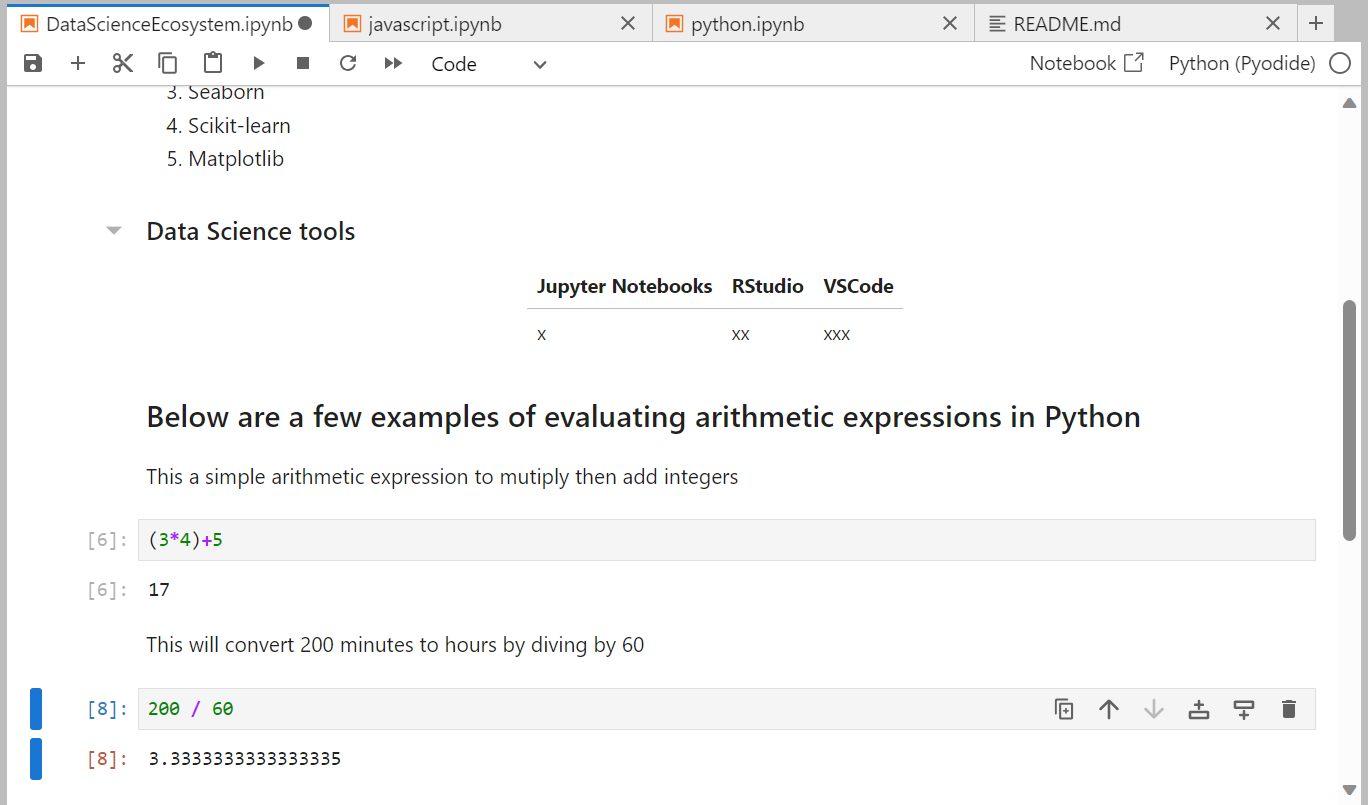 DataScienceEcosystem.ipynb
javascript.ipynb
python.ipynb
README.md
Code
Notebook
Python (Pyodide)
3. Seaborn
4. Scikit-learn
5. Matplotlib
Data Science tools
Jupyter Notebooks RStudio VSCode
x xx xxx
Below are a few examples of evaluating arithmetic expressions in Python
This a simple arithmetic expression to mutiply then add integers
[6]: (3*4)+5
[6]: 17
This will convert 200 minutes to hours by diving by 60
[8]: 200 / 60
[8]: 3.3333333333333335